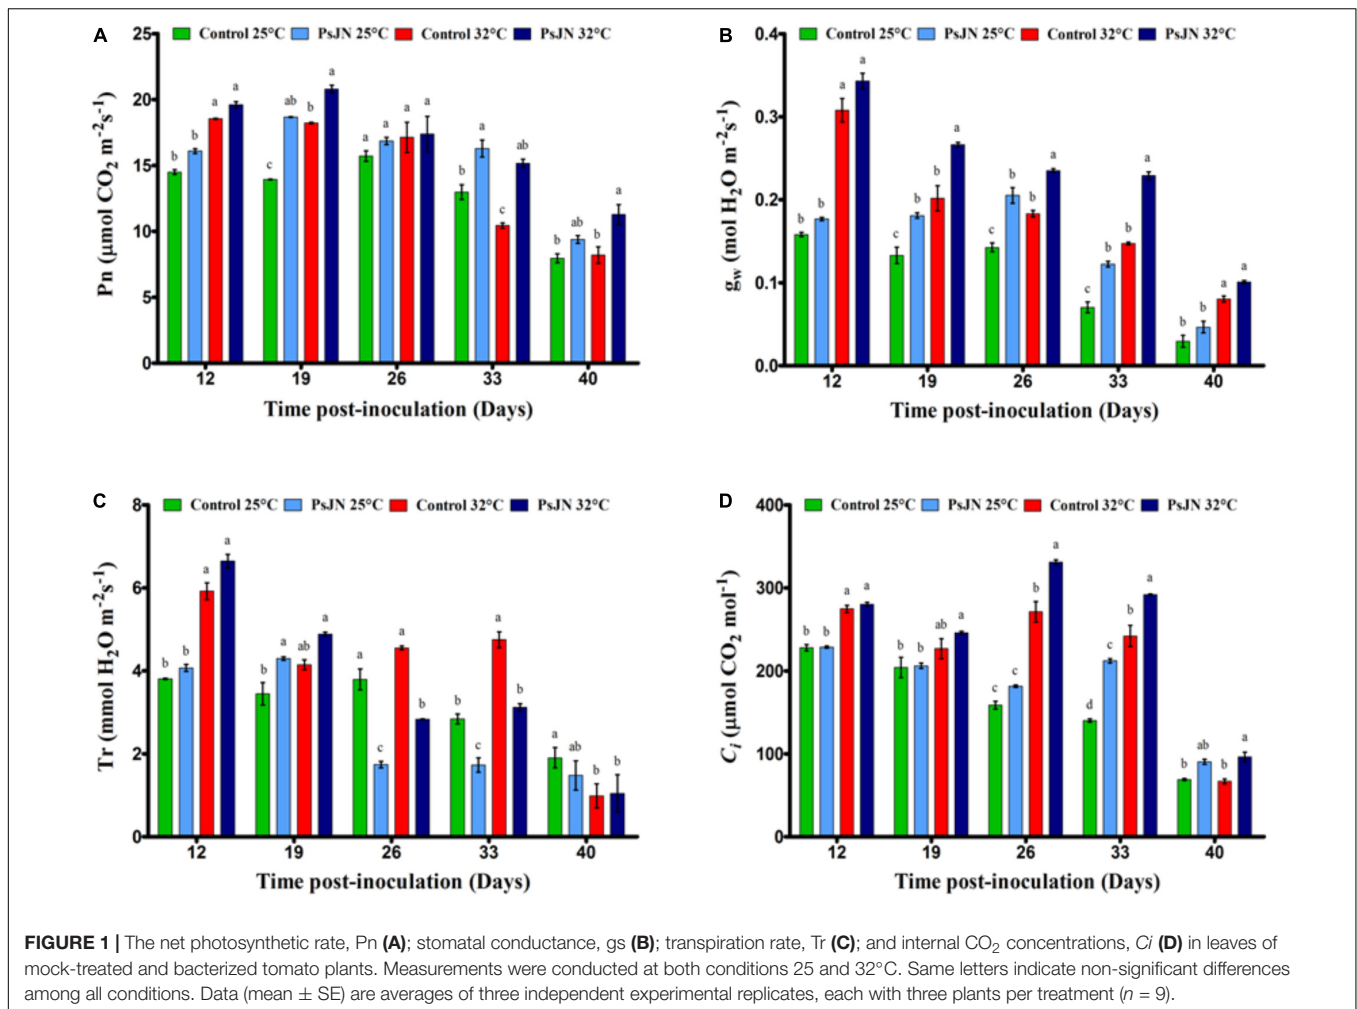 A
Control 25°C PsJN 25°C Control 32°C PsJN 32°C
Pn (µmol CO2 m-2s-1)
25
20
15
10
5
0
b b a a
c ab b a
a a a a
b a c ab
b ab b a
12 19 26 33 40
Time post-inoculation (Days)
B
Control 25°C PsJN 25°C Control 32°C PsJN 32°C
gw (mol H2O m-2s-1)
0.4
0.3
0.2
0.1
0.0
b b a a
c b b a
c b b a
c b b a
b b a a
12 19 26 33 40
Time post-inoculation (Days)
C
Control 25°C PsJN 25°C Control 32°C PsJN 32°C
Tr (mmol H2O m-2s-1)
8
6
4
2
0
b b a a
b a ab a
a c a b
b c a b
a ab b b
12 19 26 33 40
Time post-inoculation (Days)
D
Control 25°C PsJN 25°C Control 32°C PsJN 32°C
Ci (µmol CO2 mol-1)
400
300
200
100
0
b b a a
b b ab a
c c b a
d c b a
b ab b a
12 19 26 33 40
Time post-inoculation (Days)
FIGURE 1 | The net photosynthetic rate, Pn (A); stomatal conductance, gs (B); transpiration rate, Tr (C); and internal CO2 concentrations, Ci (D) in leaves of
mock-treated and bacterized tomato plants. Measurements were conducted at both conditions 25 and 32°C. Same letters indicate non-significant differences
among all conditions. Data (mean ± SE) are averages of three independent experimental replicates, each with three plants per treatment (n = 9).